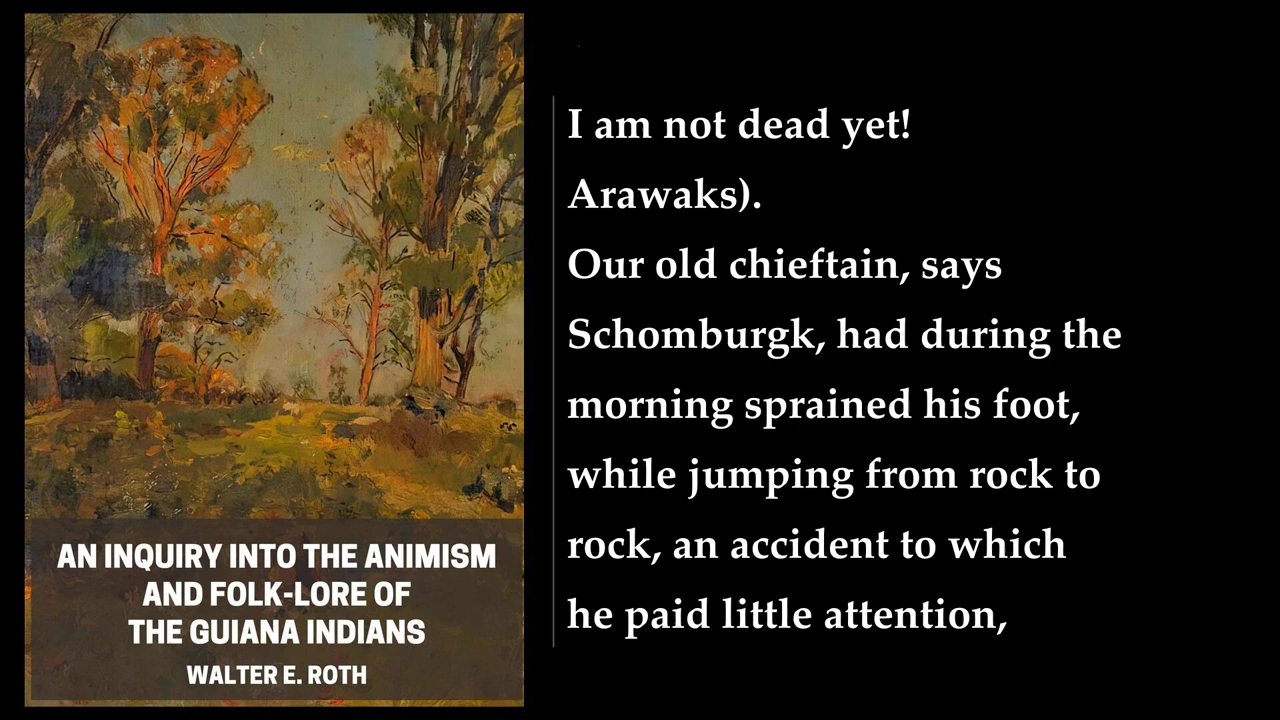 I am not dead yet!
Arawaks).
Our old chieftain, says
Schomburgk, had during the
morning sprained his foot,
while jumping from rock to
rock, an accident to which
he paid little attention,
AN INQUIRY INTO THE ANIMISM
AND FOLK-LORE OF
THE GUIANA INDIANS
WALTER E. ROTH